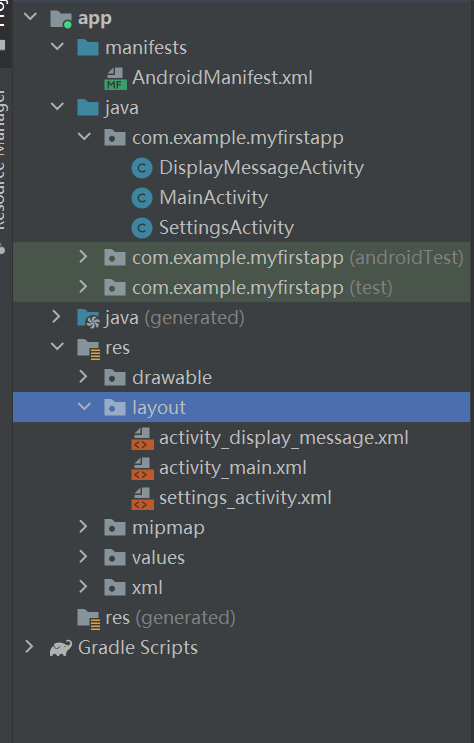 app
manifests
AndroidManifest.xml
java
com.example.myfirstapp
DisplayMessageActivity
MainActivity
SettingsActivity
com.example.myfirstapp (androidTest)
com.example.myfirstapp (test)
java (generated)
res
drawable
layout
activity_display_message.xml
activity_main.xml
settings_activity.xml
mipmap
values
xml
res (generated)
Gradle Scripts
Manager